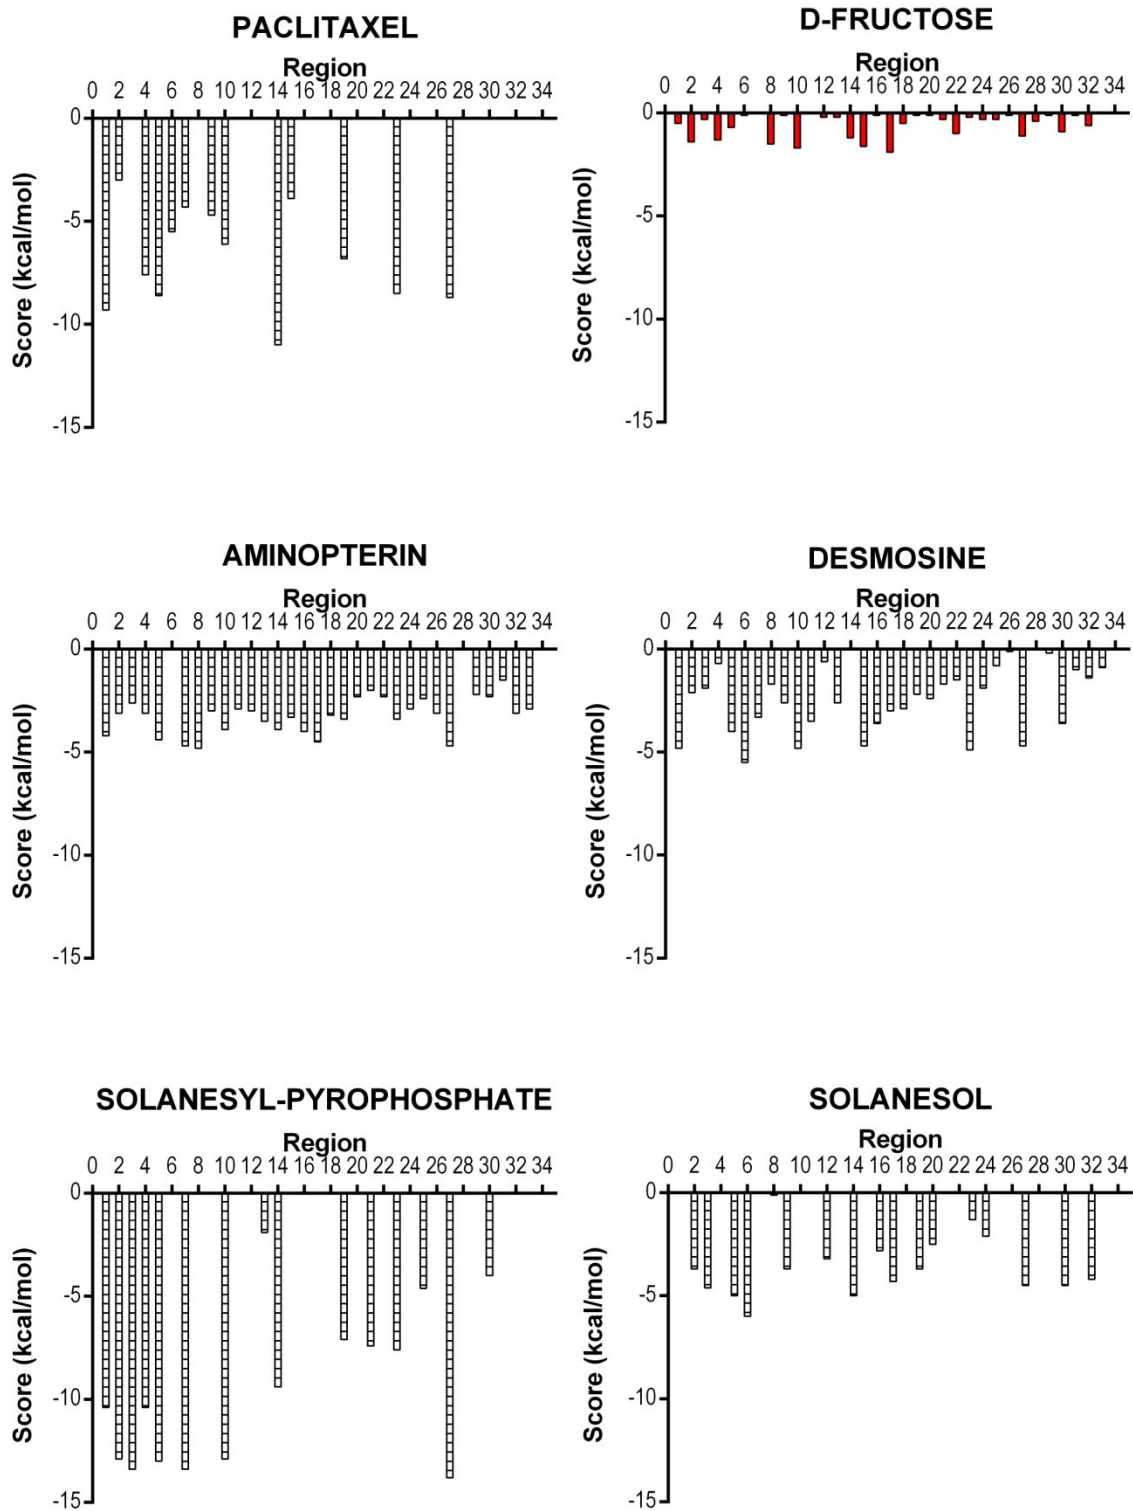 PACLITAXEL
Region
0 2 4 6 8 10 12 14 16 18 20 22 24 26 28 30 32 34
0
-5
-10
-15
Score (kcal/mol)
D-FRUCTOSE
Region
0 2 4 6 8 10 12 14 16 18 20 22 24 26 28 30 32 34
0
-5
-10
-15
Score (kcal/mol)
AMINOPTERIN
Region
0 2 4 6 8 10 12 14 16 18 20 22 24 26 28 30 32 34
0
-5
-10
-15
Score (kcal/mol)
DESMOSINE
Region
0 2 4 6 8 10 12 14 16 18 20 22 24 26 28 30 32 34
0
-5
-10
-15
Score (kcal/mol)
SOLANESYL-PYROPHOSPHATE
Region
0 2 4 6 8 10 12 14 16 18 20 22 24 26 28 30 32 34
0
-5
-10
-15
Score (kcal/mol)
SOLANESOL
Region
0 2 4 6 8 10 12 14 16 18 20 22 24 26 28 30 32 34
0
-5
-10
-15
Score (kcal/mol)